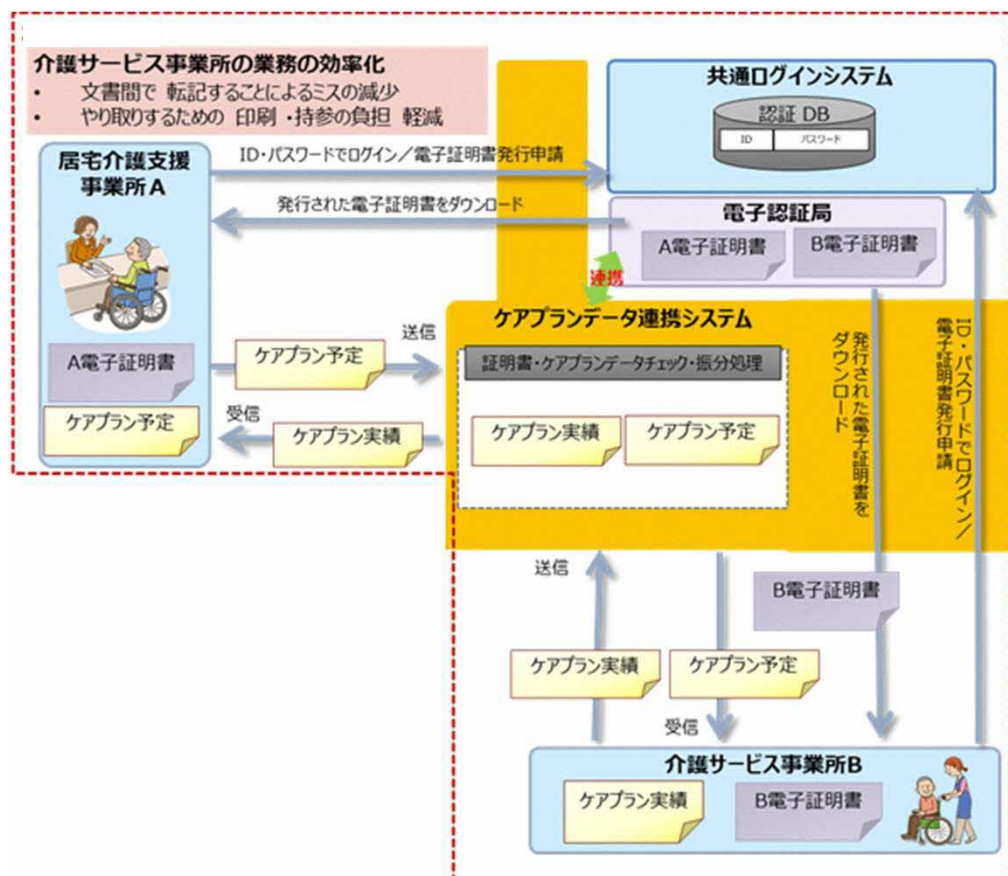 介護サービス事業所の業務の効率化
• 文書間で 転記することによるミスの減少
• やり取りするための 印刷・持参の負担 軽減
共通ログインシステム
認証 DB
ID
パスワード
居宅介護支援
事業所A
ID・パスワードでログイン/電子証明書発行申請
発行された電子証明書をダウンロード
電子認証局
A電子証明書
B電子証明書
連携
ケアプランデータ連携システム
証明書・ケアプランデータチェック・振分処理
ケアプラン実績
ケアプラン予定
A電子証明書
ケアプラン予定
ケアプラン予定
送信
受信
ケアプラン実績
発行された電子証明書を
ダウンロード
ID・パスワードでログイン/
電子証明書発行申請
送信
B電子証明書
ケアプラン実績
ケアプラン予定
受信
介護サービス事業所B
ケアプラン実績
B電子証明書